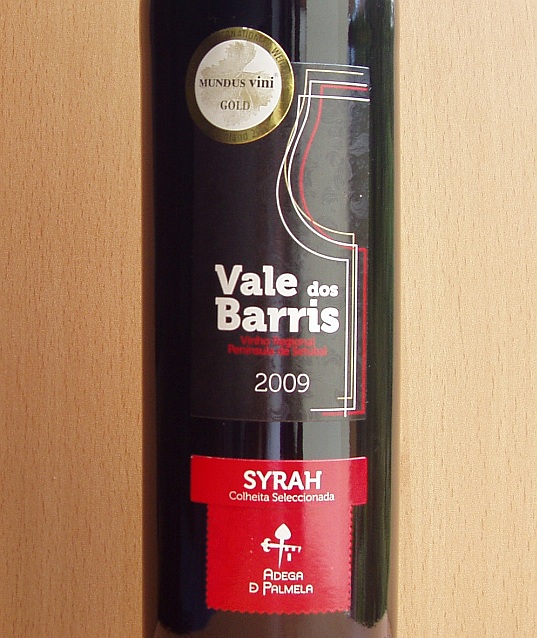 MUNDUS vini
GOLD
Vale dos
Barris
Vinho Regional
Península de Setúbal
2009
SYRAH
Colheita Seleccionada
ADEGA
D PALMELA